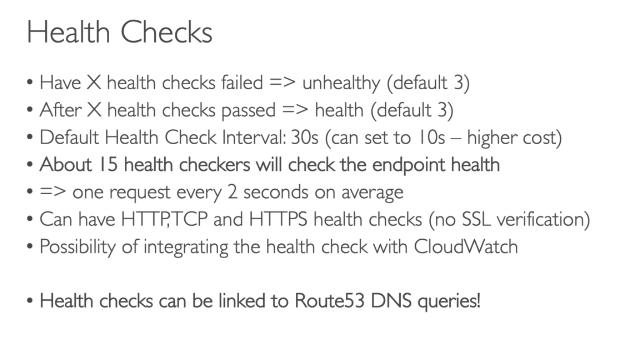 Health Checks
• Have X health checks failed => unhealthy (default 3)
• After X health checks passed => health (default 3)
• Default Health Check Interval: 30s (can set to 10s – higher cost)
• About 15 health checkers will check the endpoint health
• => one request every 2 seconds on average
• Can have HTTP,TCP and HTTPS health checks (no SSL verification)
• Possibility of integrating the health check with CloudWatch
• Health checks can be linked to Route53 DNS queries!